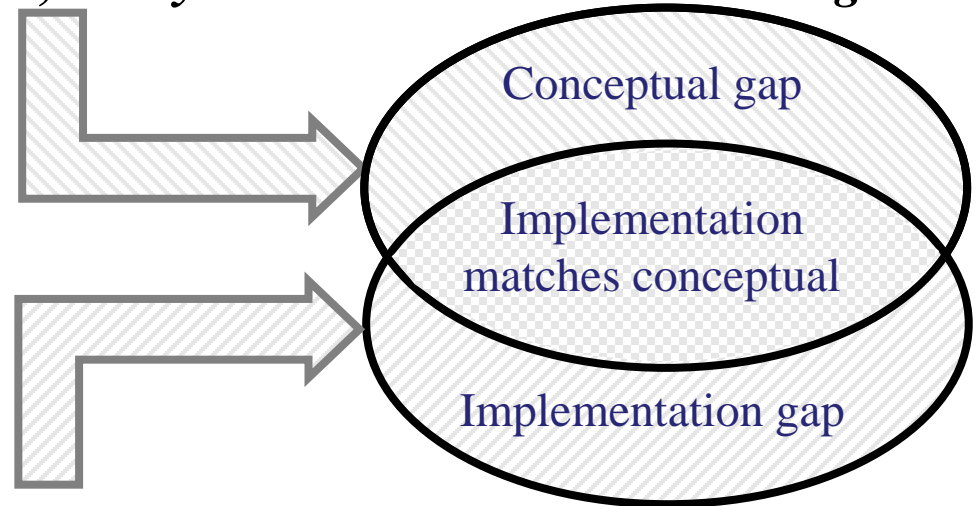 Conceptual gap
Implementation
matches conceptual
Implementation gap